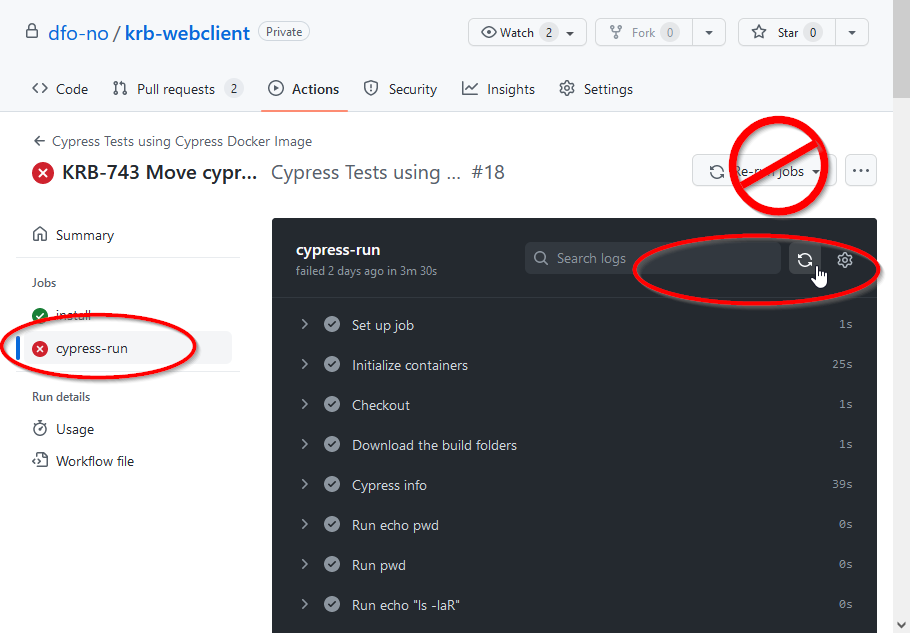 dfo-no / krb-webclient Private Watch 2 Fork 0 Star 0
Code Pull requests 2 Actions Security Insights Settings
Cypress Tests using Cypress Docker Image
KRB-743 Move cypr... Cypress Tests using ... #18 Re-run jobs
Summary
Jobs
install
cypress-run
Run details
Usage
Workflow file
cypress-run
failed 2 days ago in 3m 30s
Search logs
Set up job 1s
Initialize containers 25s
Checkout 1s
Download the build folders 1s
Cypress info 39s
Run echo pwd 0s
Run pwd 0s
Run echo "ls -laR" 0s